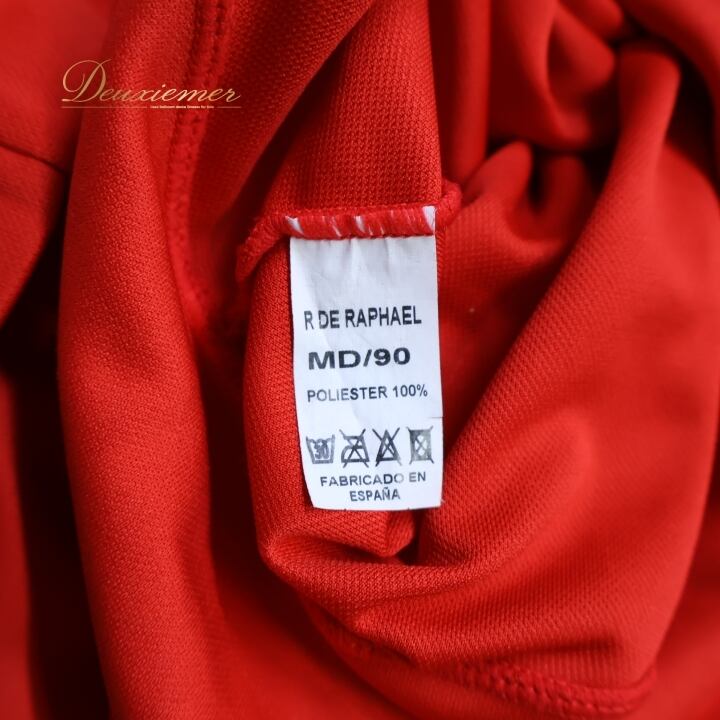 Deuxiemer
R DE RAPHAEL
MD/90
POLIESTER 100%
30
FABRICADO EN
ESPAÑA